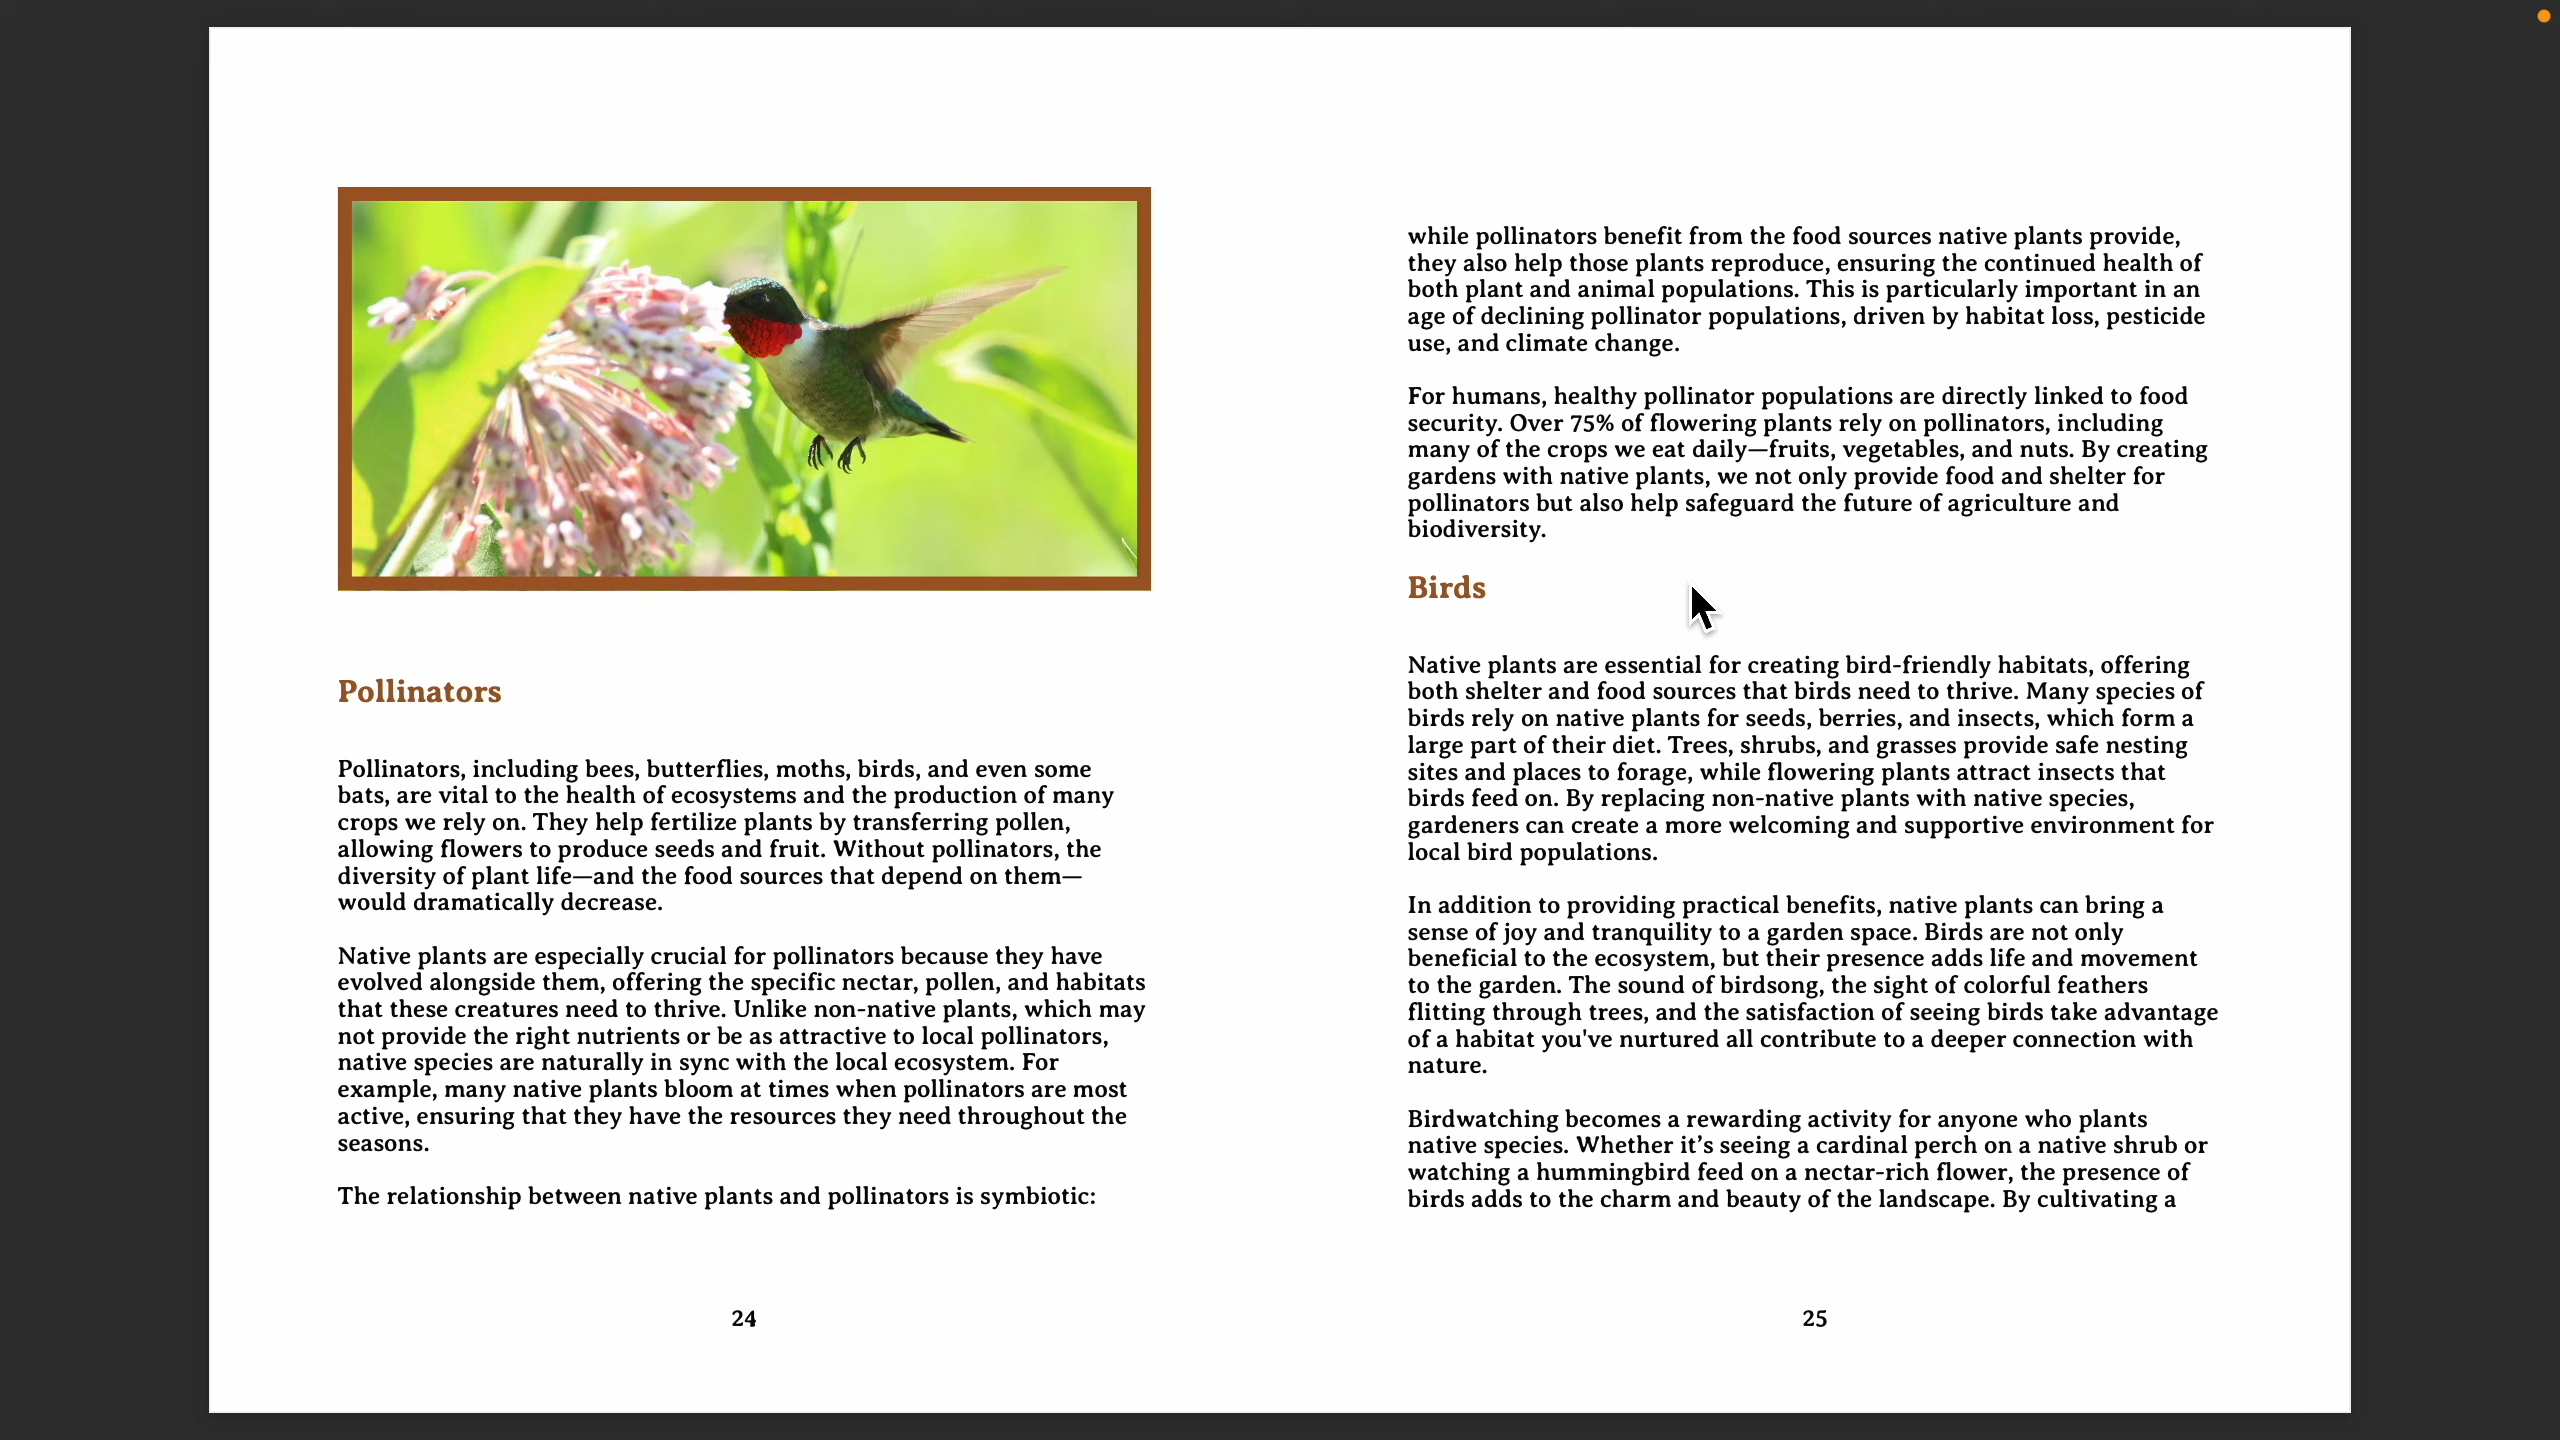 Pollinators
Pollinators, including bees, butterflies, moths, birds, and even some
bats, are vital to the health of ecosystems and the production of many
crops we rely on. They help fertilize plants by transferring pollen,
allowing flowers to produce seeds and fruit. Without pollinators, the
diversity of plant life—and the food sources that depend on them—
would dramatically decrease.
Native plants are especially crucial for pollinators because they have
evolved alongside them, offering the specific nectar, pollen, and habitats
that these creatures need to thrive. Unlike non-native plants, which may
not provide the right nutrients or be as attractive to local pollinators,
native species are naturally in sync with the local ecosystem. For
example, many native plants bloom at times when pollinators are most
active, ensuring that they have the resources they need throughout the
seasons.
The relationship between native plants and pollinators is symbiotic:
24
while pollinators benefit from the food sources native plants provide,
they also help those plants reproduce, ensuring the continued health of
both plant and animal populations. This is particularly important in an
age of declining pollinator populations, driven by habitat loss, pesticide
use, and climate change.
For humans, healthy pollinator populations are directly linked to food
security. Over 75% of flowering plants rely on pollinators, including
many of the crops we eat daily—fruits, vegetables, and nuts. By creating
gardens with native plants, we not only provide food and shelter for
pollinators but also help safeguard the future of agriculture and
biodiversity.
Birds
Native plants are essential for creating bird-friendly habitats, offering
both shelter and food sources that birds need to thrive. Many species of
birds rely on native plants for seeds, berries, and insects, which form a
large part of their diet. Trees, shrubs, and grasses provide safe nesting
sites and places to forage, while flowering plants attract insects that
birds feed on. By replacing non-native plants with native species,
gardeners can create a more welcoming and supportive environment for
local bird populations.
In addition to providing practical benefits, native plants can bring a
sense of joy and tranquility to a garden space. Birds are not only
beneficial to the ecosystem, but their presence adds life and movement
to the garden. The sound of birdsong, the sight of colorful feathers
flitting through trees, and the satisfaction of seeing birds take advantage
of a habitat you've nurtured all contribute to a deeper connection with
nature.
Birdwatching becomes a rewarding activity for anyone who plants
native species. Whether it’s seeing a cardinal perch on a native shrub or
watching a hummingbird feed on a nectar-rich flower, the presence of
birds adds to the charm and beauty of the landscape. By cultivating a
25